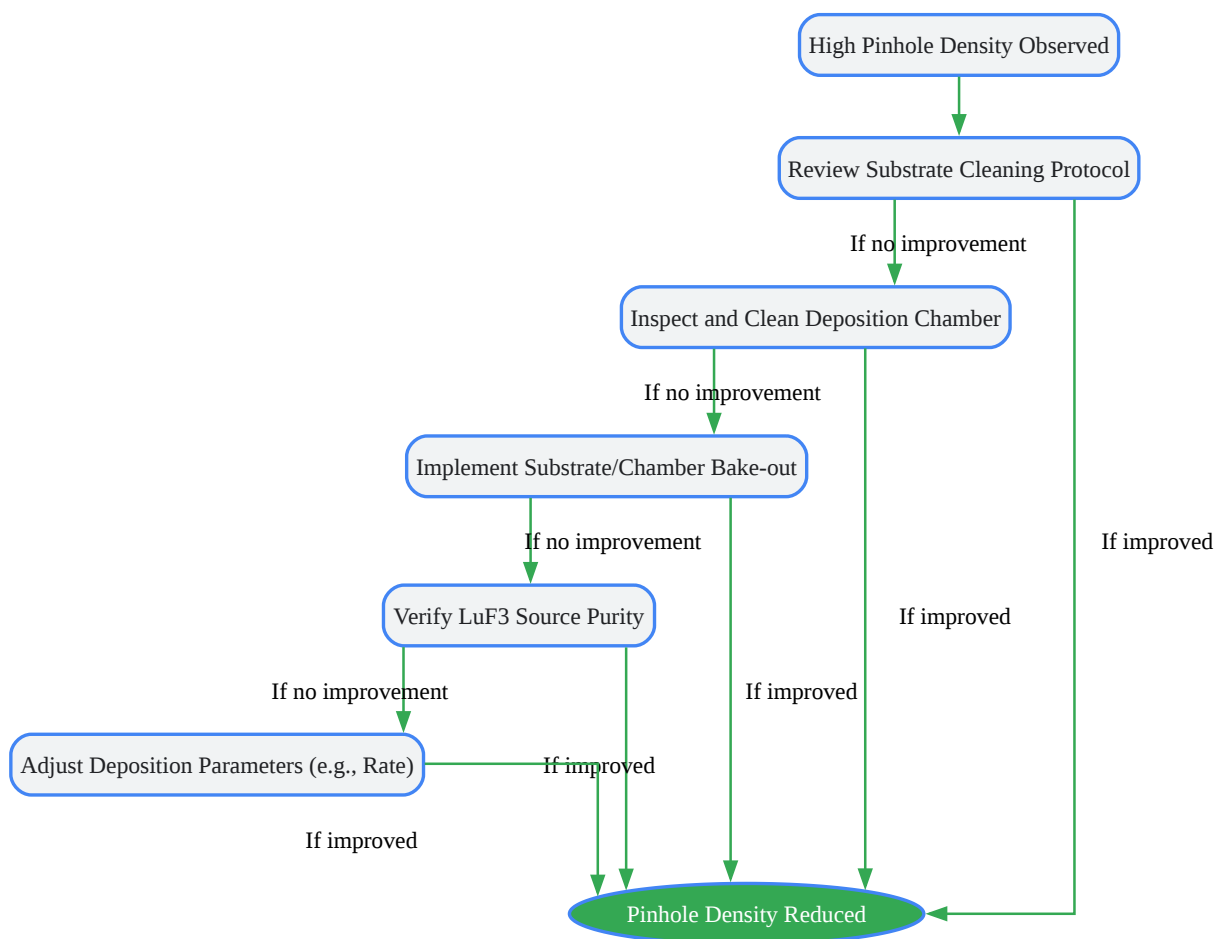 High Pinhole Density Observed
Review Substrate Cleaning Protocol
If no improvement
Inspect and Clean Deposition Chamber
If no improvement
Implement Substrate/Chamber Bake-out
If no improvement
If improved
Verify LuF3 Source Purity
If improved
If no improvement
If improved
Adjust Deposition Parameters (e.g., Rate)
If improved
If improved
Pinhole Density Reduced